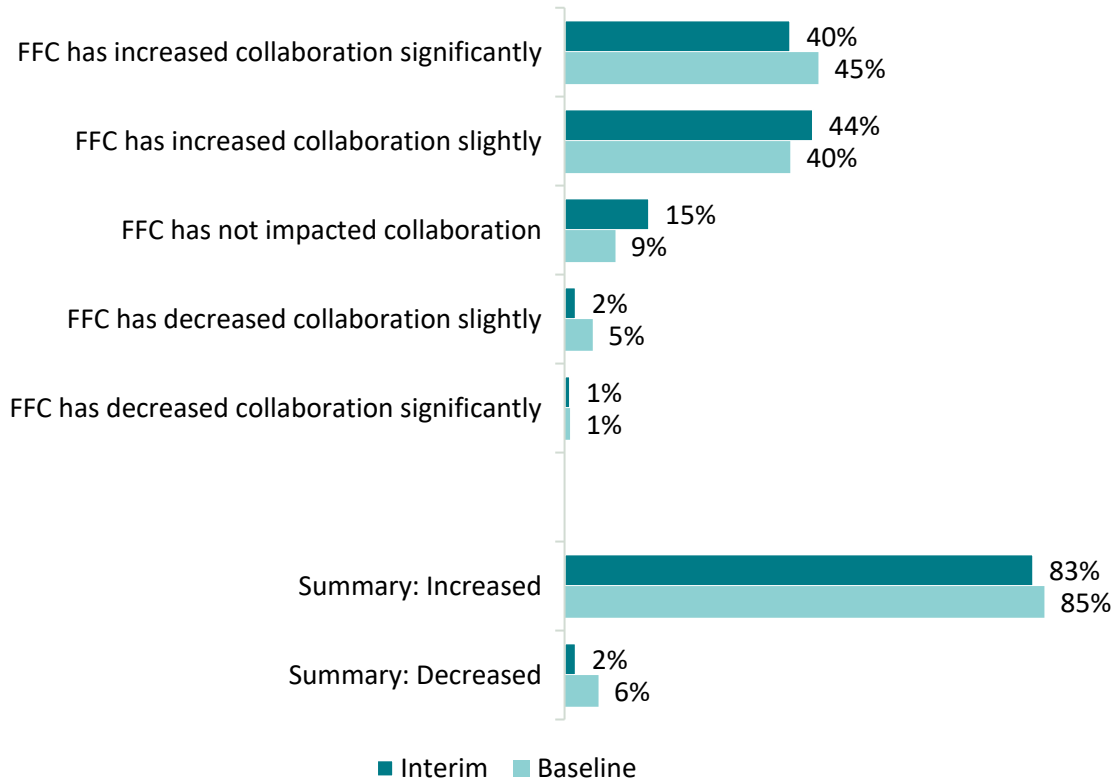 FFC has increased collaboration significantly
40%
45%
FFC has increased collaboration slightly
44%
40%
FFC has not impacted collaboration
15%
9%
FFC has decreased collaboration slightly
2%
5%
FFC has decreased collaboration significantly
1%
1%
Summary: Increased
83%
85%
Summary: Decreased
2%
6%
Interim
Baseline